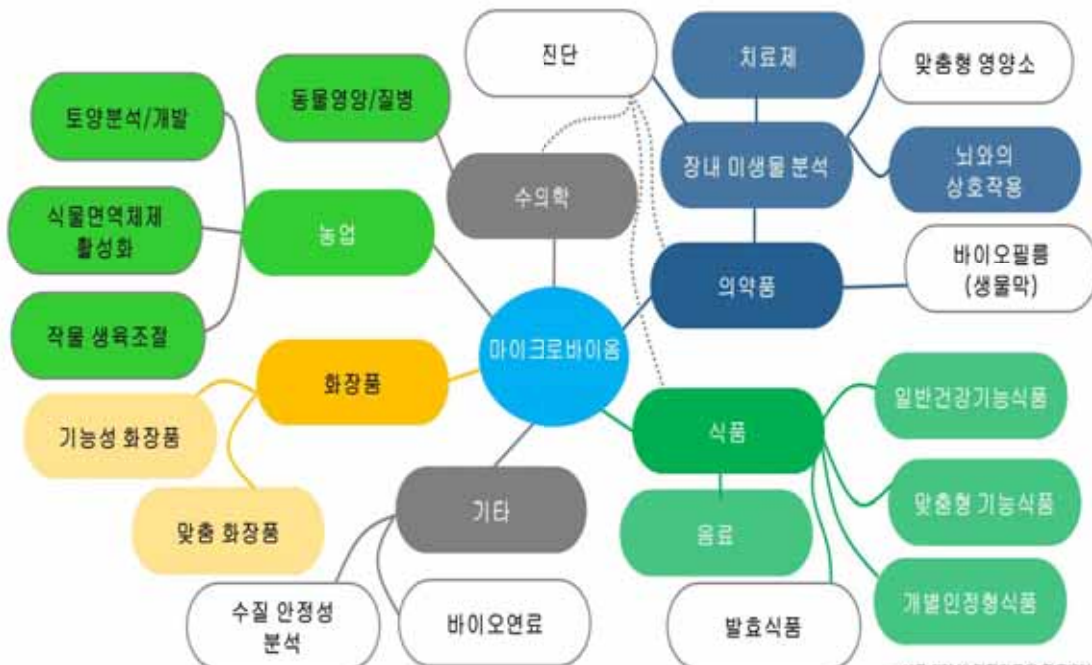 진단
치료제
맞춤형 영양소
동물영양/질병
토양분석/개발
장내 미생물 분석
뇌와의
상호작용
수의학
식물면역체제
활성화
농업
바이오필름
(생물막)
의약품
작물 생육조절
마이크로바이옴
화장품
일반건강기능식품
기능성 화장품
식품
맞춤형 기능식품
기타
맞춤 화장품
음료
개별인정형식품
수질 안정성
분석
바이오연료
발효식품